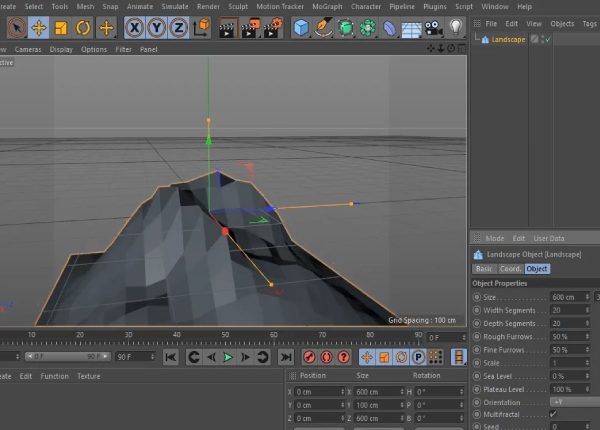 reate Select Tools Mesh Snap Animate Simulate Render Sculpt Motion Tracker MoGraph Character Pipeline Plugins Script Window Help
File Edit View Objects Tags
ew Cameras Display Options Filter Panel
Landscape
ective
X Y Z
Mode Edit User Data
Landscape Object [Landscape]
Basic Coord. Object
Object Properties
Size 600 cm 3
Width Segments 20
Depth Segments 20
Rough Furrows 50 %
Fine Furrows 50 %
Scale 1
Sea Level 0 %
Plateau Level 100 %
Orientation +Y
Multifractal
Seed 0
Grid Spacing : 100 cm
10 20 30 40 50 60 70 80 90
0 F
0 F 90 F 90 F
P
eate Edit Function Texture
Position Size Rotation
X 0 cm X 600 cm H 0 °
Y 0 cm Y 100 cm P 0 °
Z 0 cm Z 600 cm B 0 °